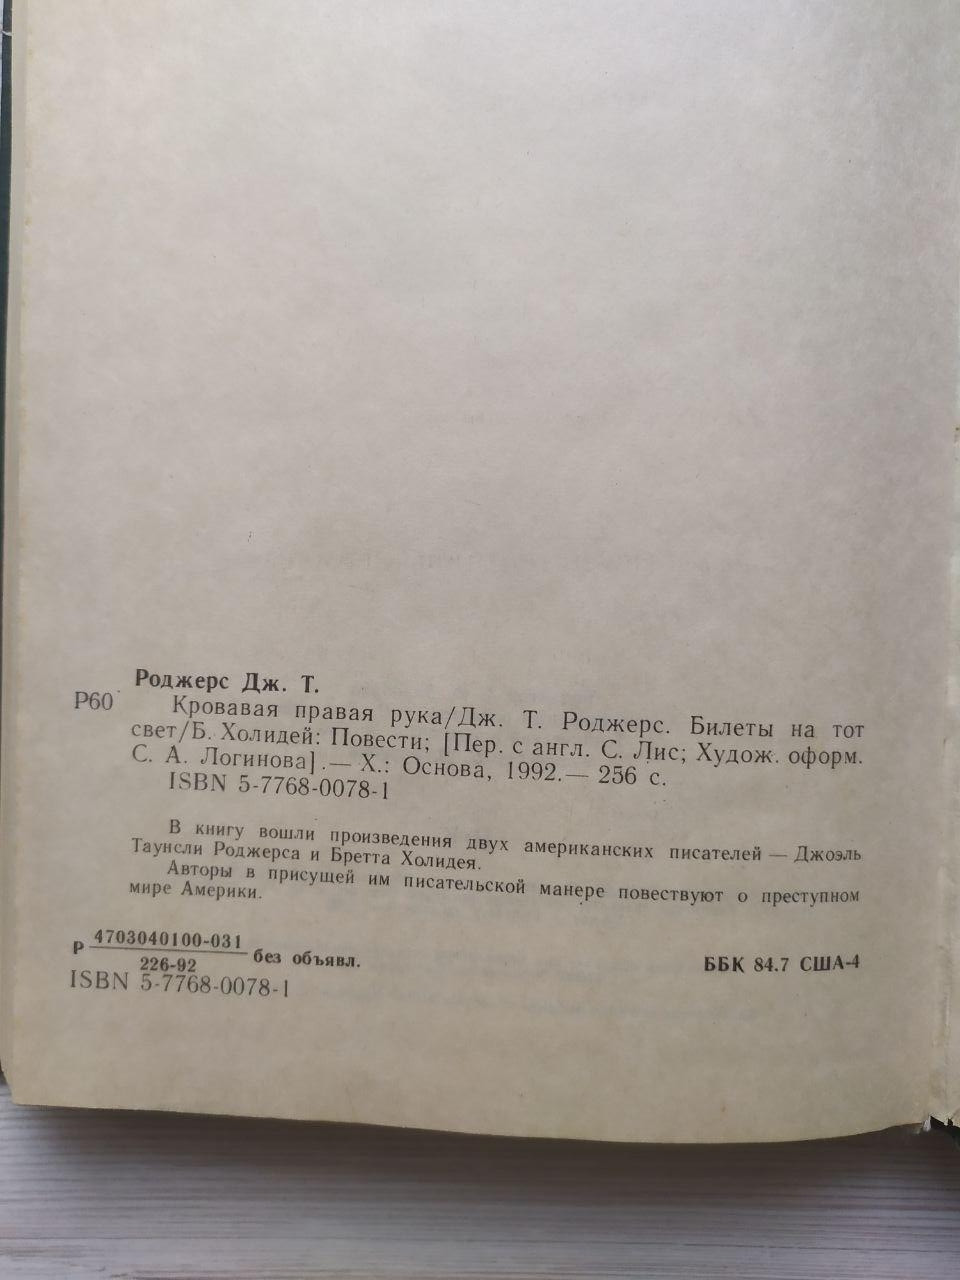 Роджерс Дж. Т.
Р60 Кровавая правая рука/Дж. Т. Роджерс. Билеты на тот
свет/Б. Холидей: Повести; [Пер. с англ. С. Лис; Худож. оформ.
С. А. Логинова].— Х.: Основа, 1992.— 256 с.
ISBN 5-7768-0078-1
В книгу вошли произведения двух американских писателей — Джоэль
Таунсли Роджерса и Бретта Холидея.
Авторы в присущей им писательской манере повествуют о преступном
мире Америки.
Р 4703040100-031 без объявл.
226-92
ББК 84.7 США-4
ISBN 5-7768-0078-1